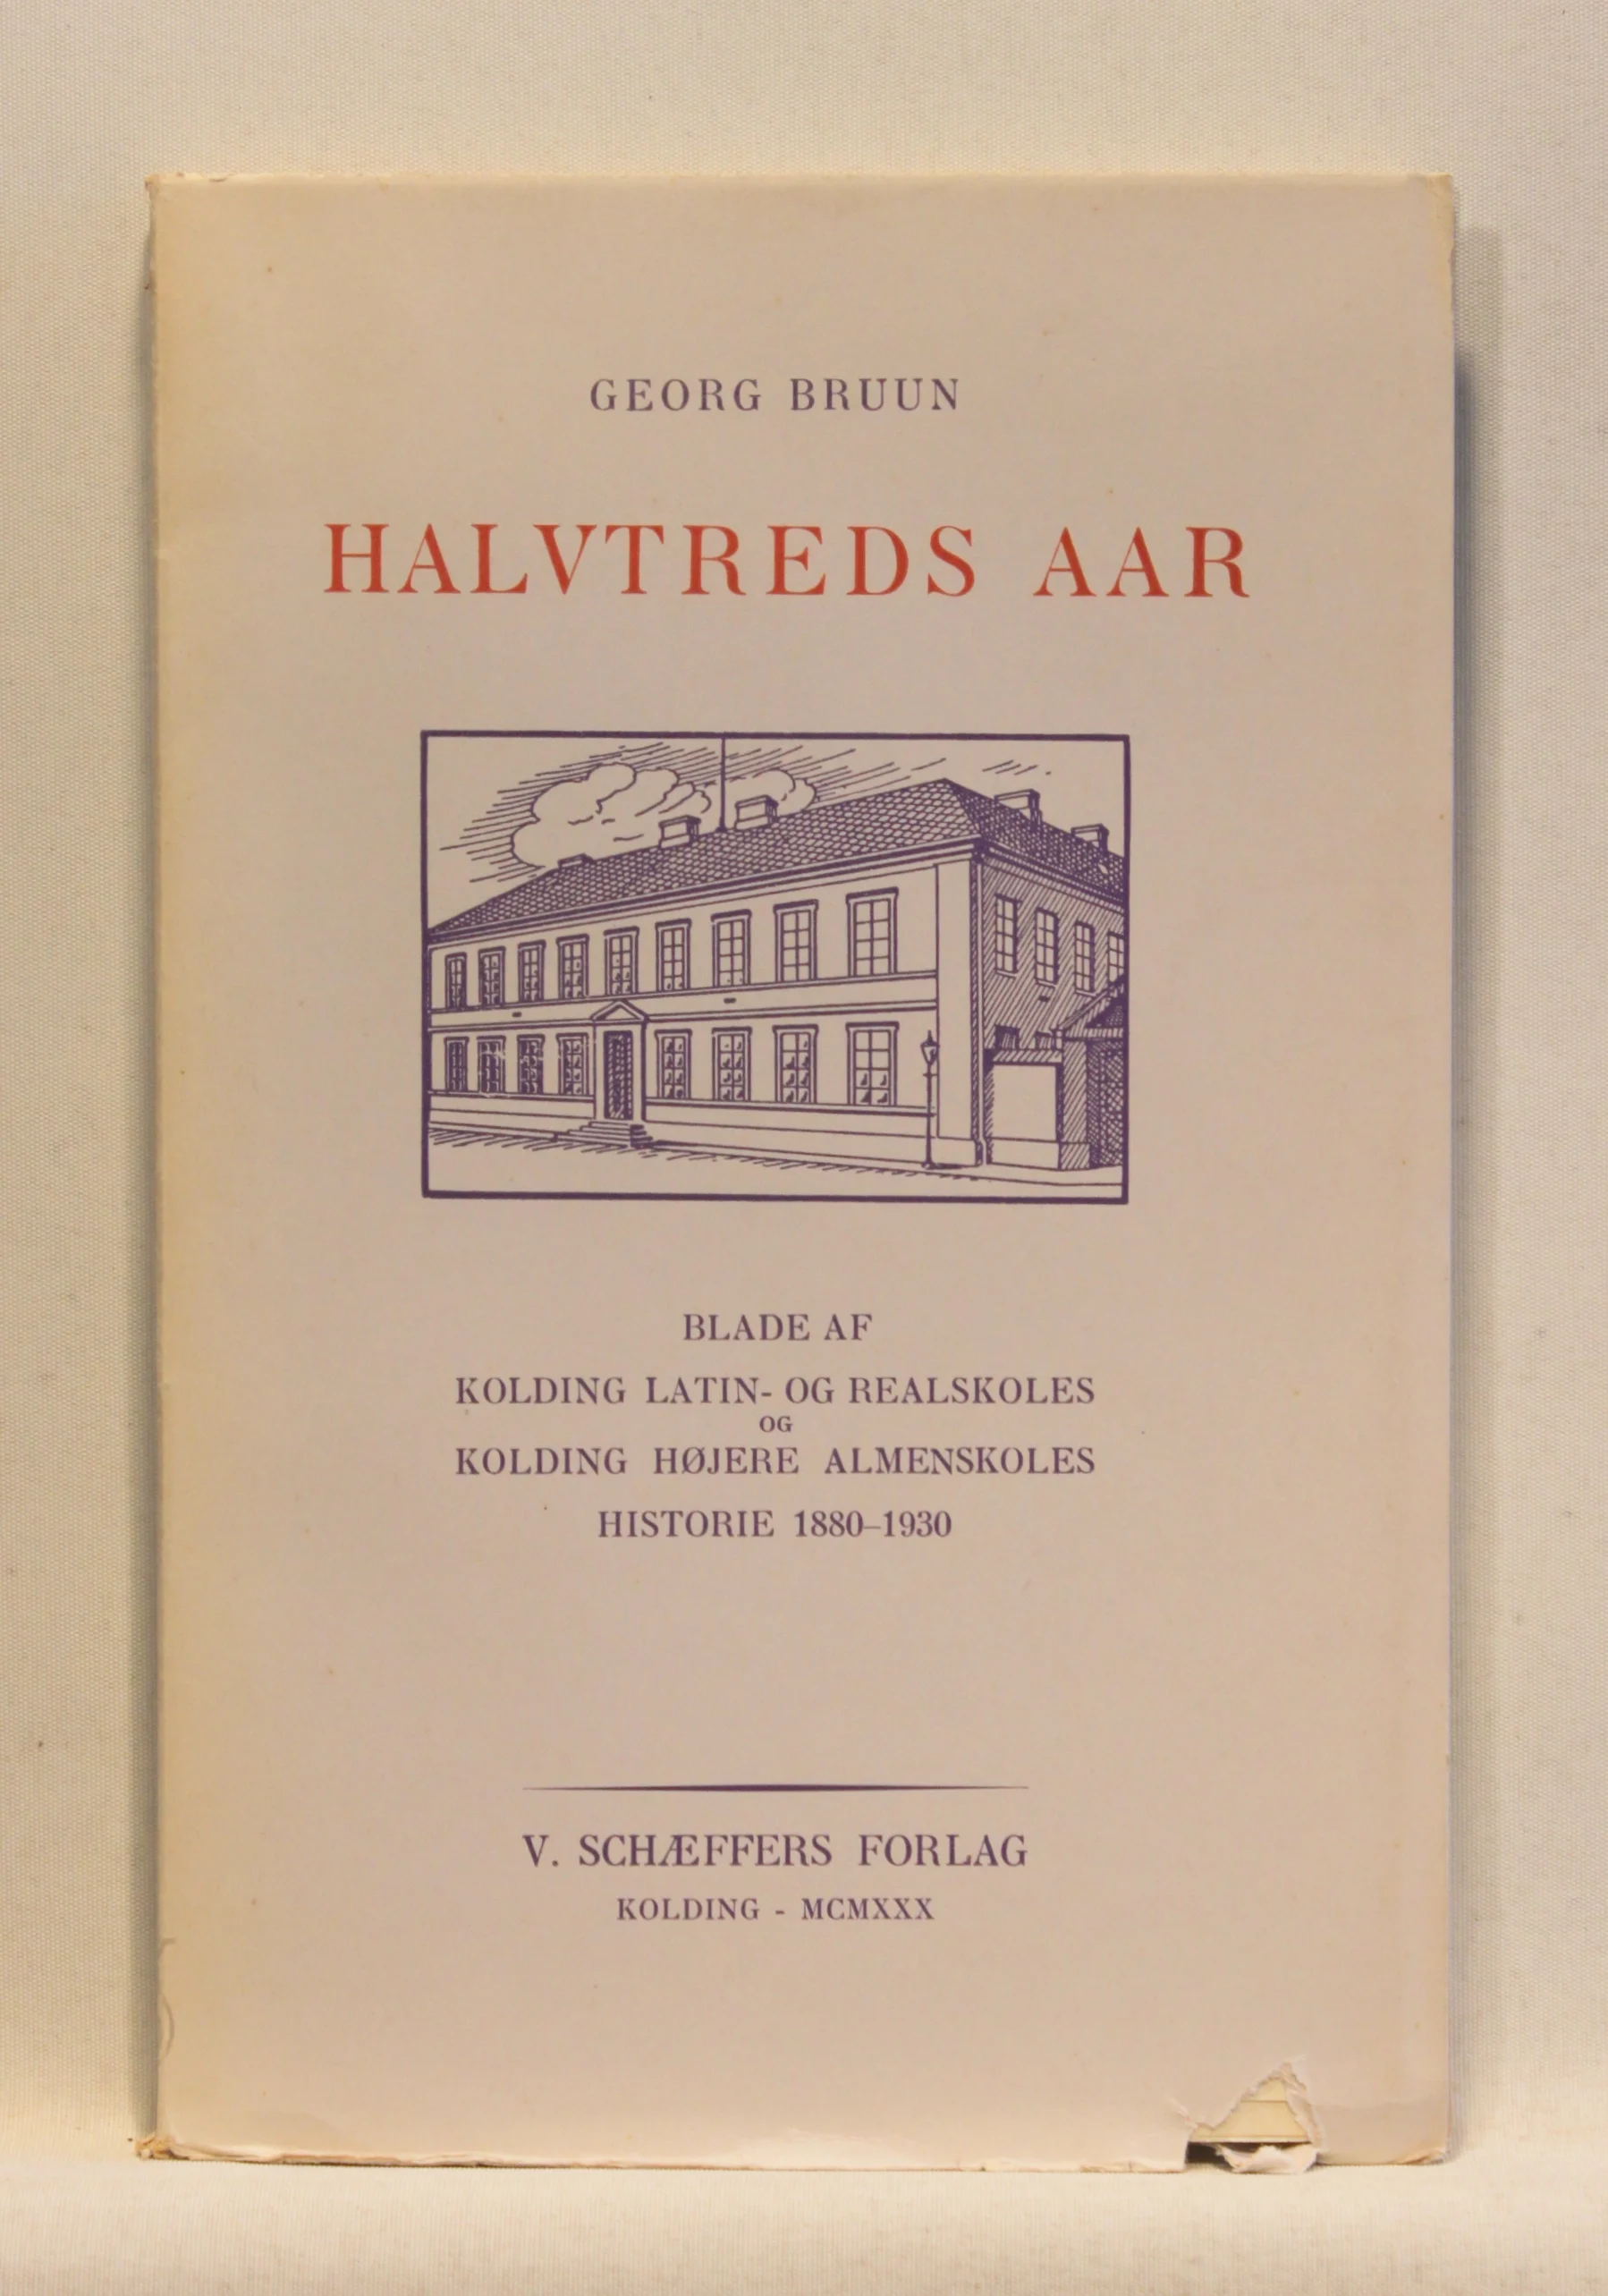 GEORG BRUUN
HALVTREDS AAR
BLADE AF
KOLDING LATIN- OG REALSKOLES
OG
KOLDING HØJERE ALMENSKOLES
HISTORIE 1880–1930
V. SCHÆFFERS FORLAG
KOLDING - MCMXXX